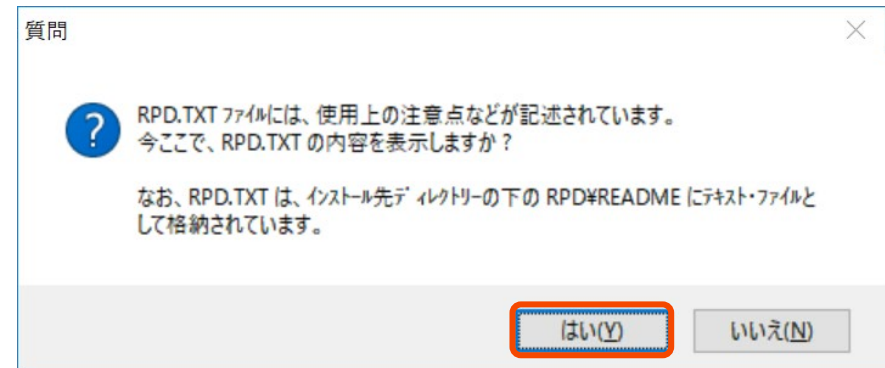 質問
RPD.TXT ﾌｧｲﾙには、使用上の注意点などが記述されています。
今ここで、RPD.TXT の内容を表示しますか？
なお、RPD.TXT は、ｲﾝｽﾄｰﾙ先ﾃﾞｨﾚｸﾄﾘｰの下の RPD¥README にﾃｷｽﾄ・ﾌｧｲﾙと
して格納されています。
はい(Y)
いいえ(N)